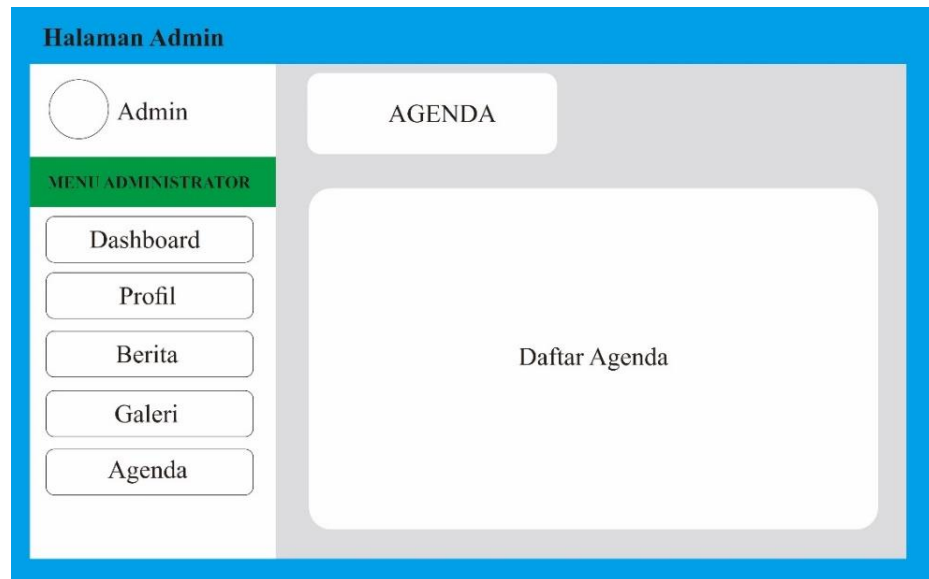 Halaman Admin
Admin
MENU ADMINISTRATOR
Dashboard
Profil
Berita
Galeri
Agenda
AGENDA
Daftar Agenda